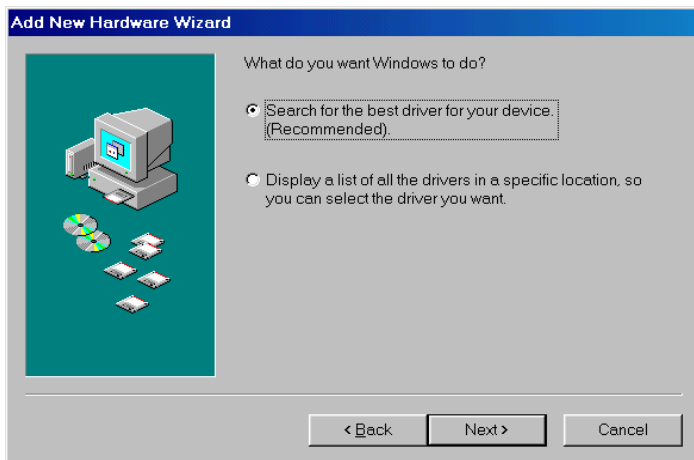 Add New Hardware Wizard
What do you want Windows to do?
Search for the best driver for your device.
(Recommended).
Display a list of all the drivers in a specific location, so
you can select the driver you want.
< Back
Next >
Cancel